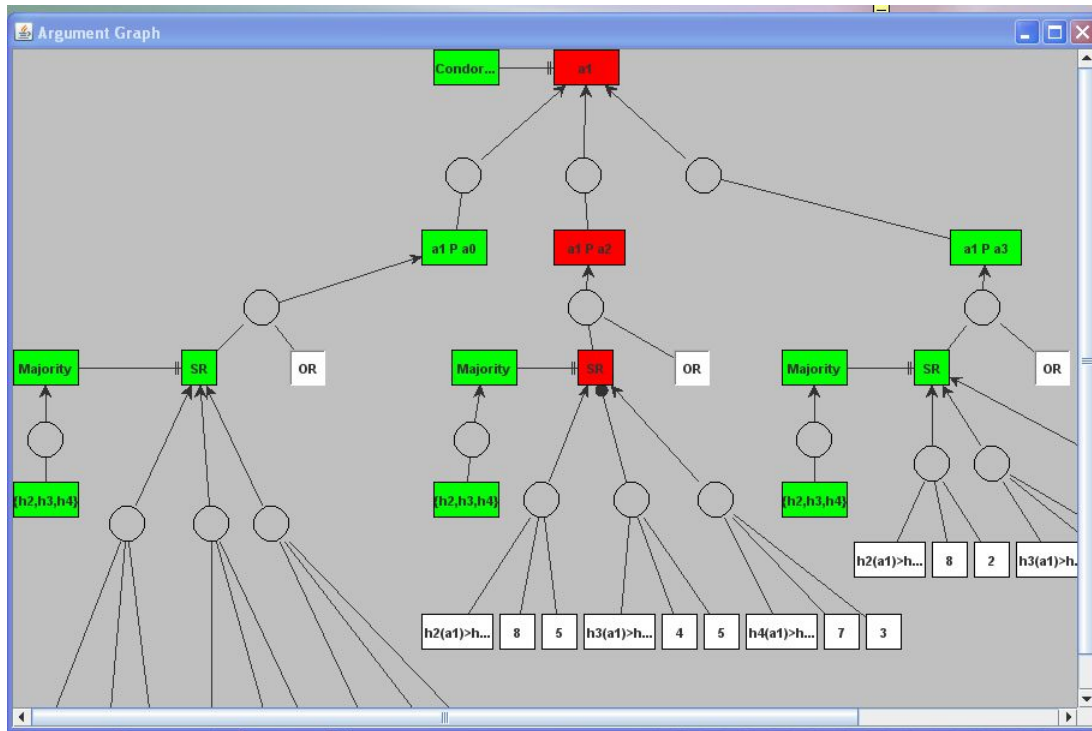 Argument Graph
Condor... a1
a1 P a0 a1 P a2 a1 P a3
Majority SR OR Majority SR OR Majority SR OR
{h2,h3,h4} {h2,h3,h4} {h2,h3,h4}
h2(a1)>h... 8 2 h3(a1)>h.
h2(a1)>h... 8 5 h3(a1)>h... 4 5 h4(a1)>h... 7 3